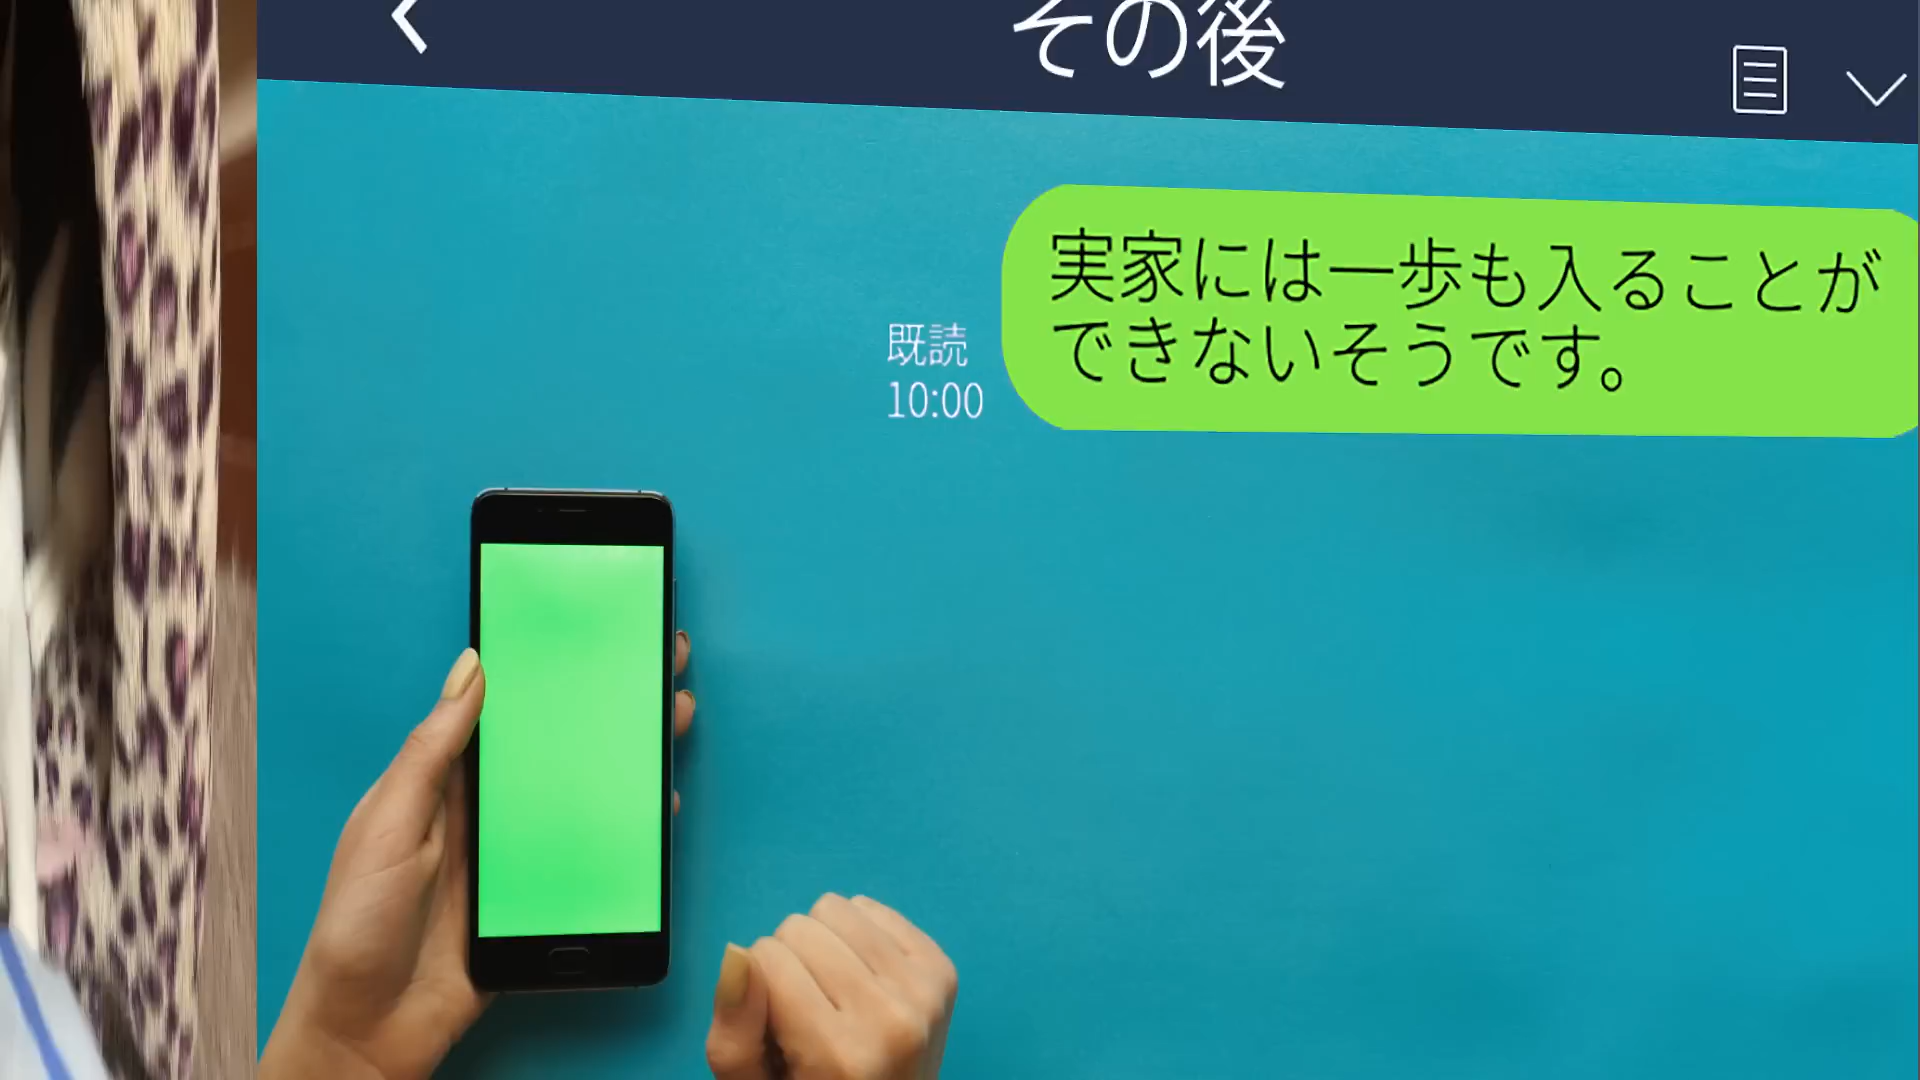 その後
実家には一歩も入ることが
できないそうです。
既読
10:00